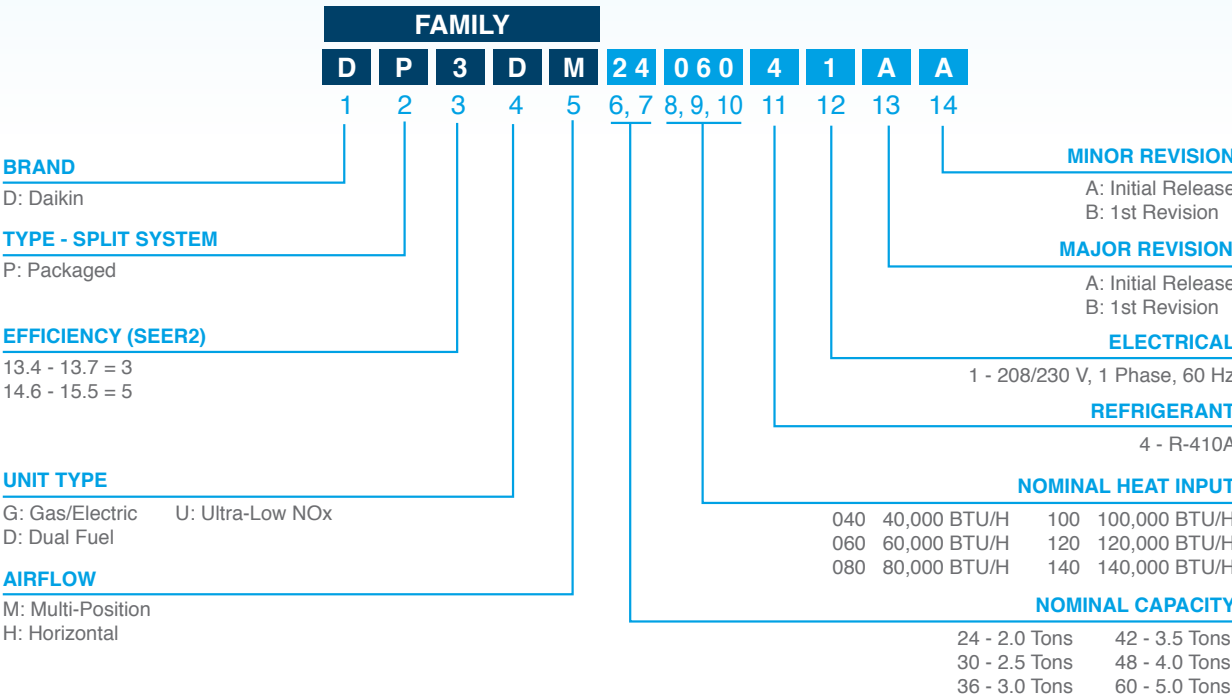 FAMILY
D P 3 D M 24 060 4 1 A A
1 2 3 4 5 6, 7 8, 9, 10 11 12 13 14
BRAND
D: Daikin
TYPE - SPLIT SYSTEM
P: Packaged
EFFICIENCY (SEER2)
13.4 - 13.7 = 3
14.6 - 15.5 = 5
UNIT TYPE
G: Gas/Electric U: Ultra-Low NOx
D: Dual Fuel
AIRFLOW
M: Multi-Position
H: Horizontal
MINOR REVISION
A: Initial Release
B: 1st Revision
MAJOR REVISION
A: Initial Release
B: 1st Revision
ELECTRICAL
1 - 208/230 V, 1 Phase, 60 Hz
REFRIGERANT
4 - R-410A
NOMINAL HEAT INPUT
040 40,000 BTU/H 100 100,000 BTU/H
060 60,000 BTU/H 120 120,000 BTU/H
080 80,000 BTU/H 140 140,000 BTU/H
NOMINAL CAPACITY
24 - 2.0 Tons 42 - 3.5 Tons
30 - 2.5 Tons 48 - 4.0 Tons
36 - 3.0 Tons 60 - 5.0 Tons